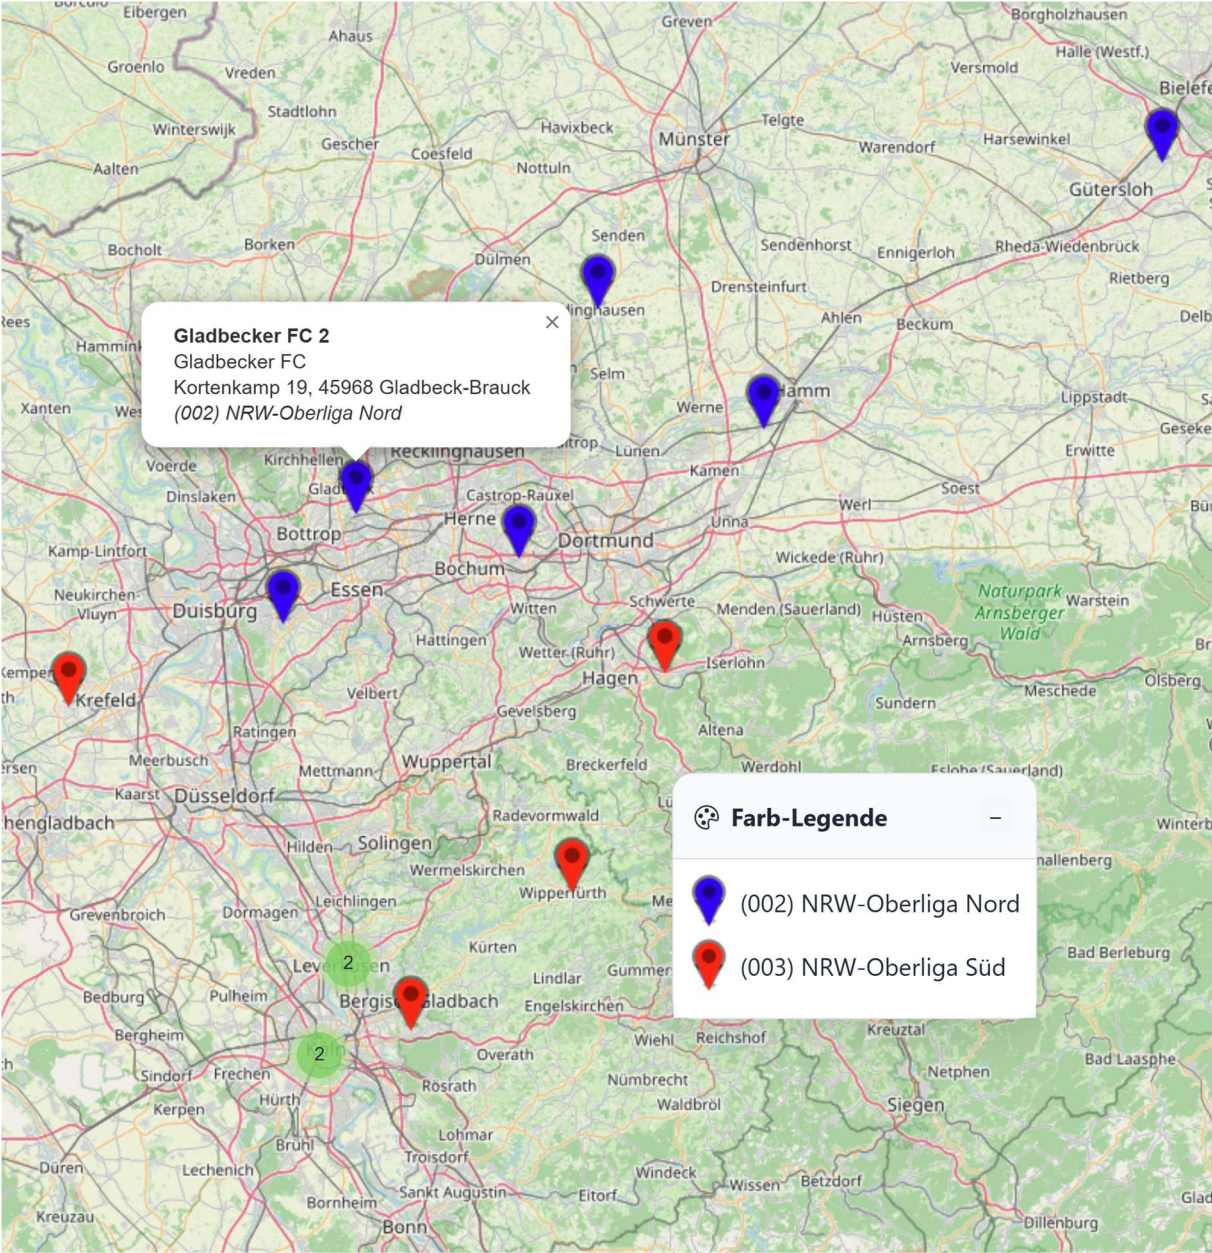 Borculo
Eibergen
Greven
Borgholzhausen
Ahaus
Halle (Westf.)
Groenlo
Vreden
Versmold
Stadtlohn
Telgte
Winterswijk
Gescher
Havixbeck
Münster
Harsewinkel
Coesfeld
Warendorf
Aalten
Nottuln
Gütersloh
Senden
Bocholt
Borken
Sendenhorst
Ennigerloh
Rheda-Wiedenbrück
Dülmen
Rietberg
Drensteinfurt
dinghausen
Ahlen
Beckum
Gladbecker FC 2
Gladbecker FC
Kortenkamp 19, 45968 Gladbeck-Brauck
(002) NRW-Oberliga Nord
Selm
Xanten
Hamm
Lippstadt
Werne
Voerde
Kirchhellen
Recklinghausen
Lünen
Erwitte
Kamen
Dinslaken
Castrop-Rauxel
Soest
Werl
Herne
Unna
Bottrop
Dortmund
Kamp-Lintfort
Wickede (Ruhr)
Bochum
Neukirchen-
Vluyn
Essen
Naturpark
Arnsberger
Wald
Warstein
Duisburg
Witten
Schwerte
Menden (Sauerland)
Hüsten
Hattingen
Arnsberg
Wetter (Ruhr)
Iserlohn
Hagen
Krefeld
Velbert
Meschede
Olsberg
Sundern
Gevelsberg
Ratingen
Altena
Meerbusch
Wuppertal
Mettmann
Breckerfeld
Werdohl
Eslohe (Sauerland)
Kaarst
Düsseldorf
Radevormwald
Farb-Legende
Hilden
Solingen
Wermelskirchen
Wipperfürth
(002) NRW-Oberliga Nord
Leichlingen
Grevenbroich
Dormagen
Kürten
Bad Berleburg
2
Lindlar
(003) NRW-Oberliga Süd
Bedburg
Pulheim
Engelskirchen
Bergheim
Wiehl
Reichshof
Kreuztal
2
Overath
Bad Laasphe
Sindorf
Frechen
Netphen
Rösrath
Nümbrecht
Hürth
Kerpen
Waldbröl
Siegen
Brühl
Lohmar
Troisdorf
Düren
Lechenich
Windeck
Wissen
Betzdorf
Sankt Augustin
Eitorf
Bornheim
Kreuzau
Bonn
Dillenburg